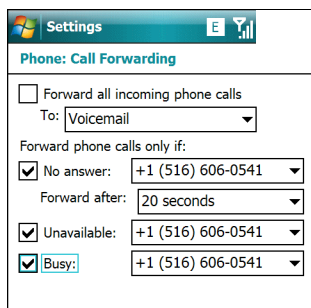 Settings E
Phone: Call Forwarding
Forward all incoming phone calls
To: Voicemail
Forward phone calls only if:
No answer: +1 (516) 606-0541
Forward after: 20 seconds
Unavailable: +1 (516) 606-0541
Busy: +1 (516) 606-0541